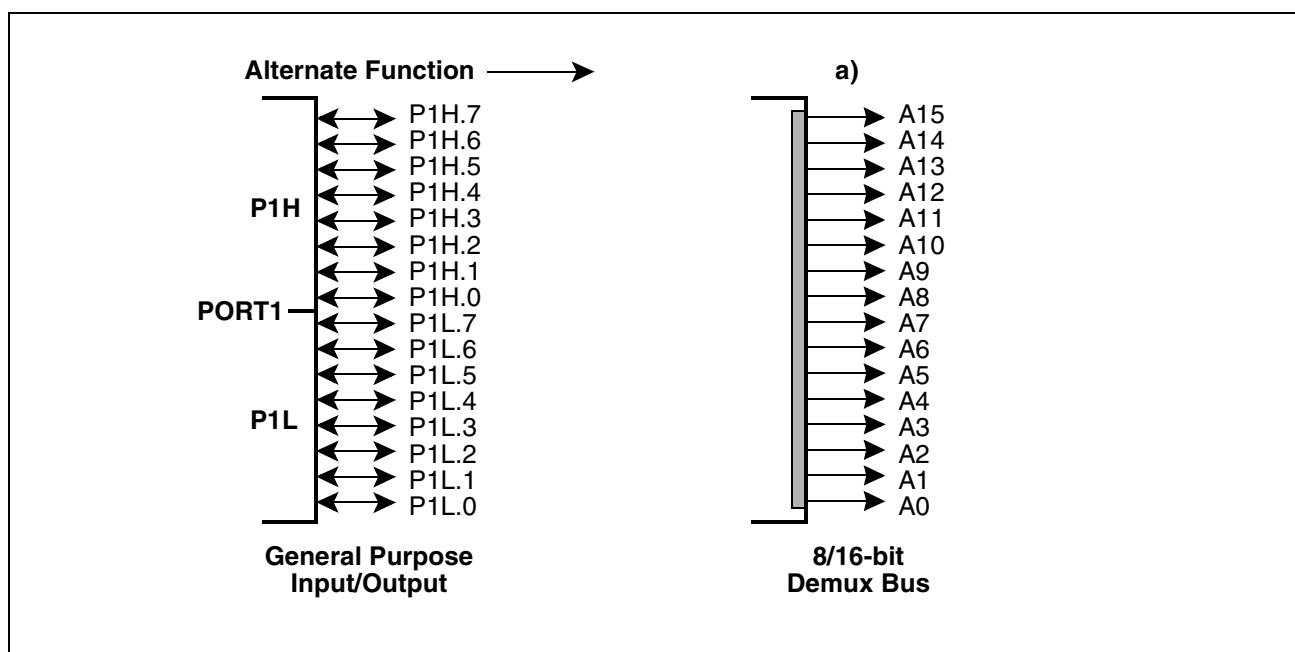 Alternate Function
a)
P1H.7
P1H.6
P1H.5
P1H.4
P1H.3
P1H.2
P1H.1
P1H.0
P1L.7
P1L.6
P1L.5
P1L.4
P1L.3
P1L.2
P1L.1
P1L.0
P1H
PORT1
P1L
General Purpose
Input/Output
A15
A14
A13
A12
A11
A10
A9
A8
A7
A6
A5
A4
A3
A2
A1
A0
8/16-bit
Demux Bus